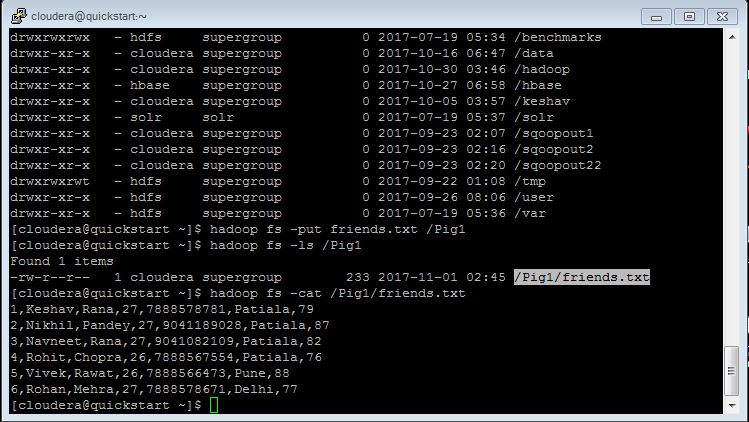 cloudera@quickstart:~
drwxrwxrwx - hdfs supergroup 0 2017-07-19 05:34 /benchmarks
drwxr-xr-x - cloudera supergroup 0 2017-10-16 06:47 /data
drwxr-xr-x - cloudera supergroup 0 2017-10-30 03:46 /hadoop
drwxr-xr-x - hbase supergroup 0 2017-10-27 06:58 /hbase
drwxr-xr-x - cloudera supergroup 0 2017-10-05 03:57 /keshav
drwxr-xr-x - solr solr 0 2017-07-19 05:37 /solr
drwxr-xr-x - cloudera supergroup 0 2017-09-23 02:07 /sqoopout1
drwxr-xr-x - cloudera supergroup 0 2017-09-23 02:16 /sqoopout2
drwxr-xr-x - cloudera supergroup 0 2017-09-23 02:20 /sqoopout22
drwxrwxrwt - hdfs supergroup 0 2017-09-22 01:08 /tmp
drwxr-xr-x - hdfs supergroup 0 2017-09-26 08:06 /user
drwxr-xr-x - hdfs supergroup 0 2017-07-19 05:36 /var
[cloudera@quickstart ~]$ hadoop fs -put friends.txt /Pig1
[cloudera@quickstart ~]$ hadoop fs -ls /Pig1
Found 1 items
-rw-r--r-- 1 cloudera supergroup 233 2017-11-01 02:45 /Pig1/friends.txt
[cloudera@quickstart ~]$ hadoop fs -cat /Pig1/friends.txt
1,Keshav,Rana,27,7888578781,Patiala,79
2,Nikhil,Pandey,27,9041189028,Patiala,87
3,Navneet,Rana,27,9041082109,Patiala,82
4,Rohit,Chopra,26,7888567554,Patiala,76
5,Vivek,Rawat,26,7888566473,Pune,88
6,Rohan,Mehra,27,7888578671,Delhi,77
[cloudera@quickstart ~]$